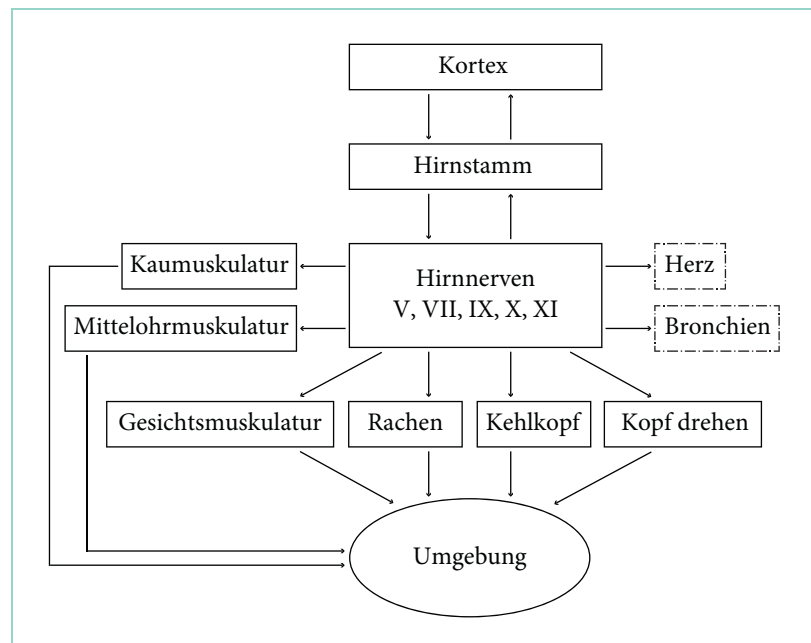 Kortex
Hirnstamm
Kaumuskulatur
Hirnnerven
V, VII, IX, X, XI
Herz
Mittelohrmuskulatur
Bronchien
Gesichtsmuskulatur
Rachen
Kehlkopf
Kopf drehen
Umgebung